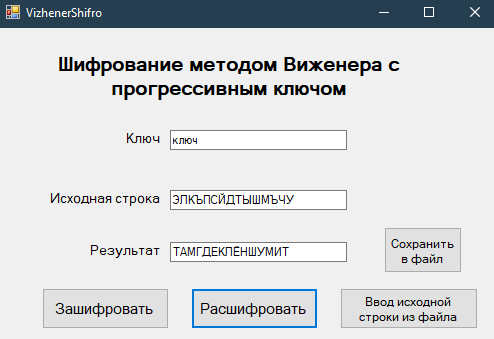 VizhenerShifro
Шифрование методом Виженера с
прогрессивным ключом
Ключ
ключ
Исходная строка
ЭЛКЪПСЙДТЫШМЪЧУ
Результат
ТАМГДЕКЛЁНШУМИТ
Сохранить
в файл
Зашифровать
Расшифровать
Ввод исходной
строки из файла